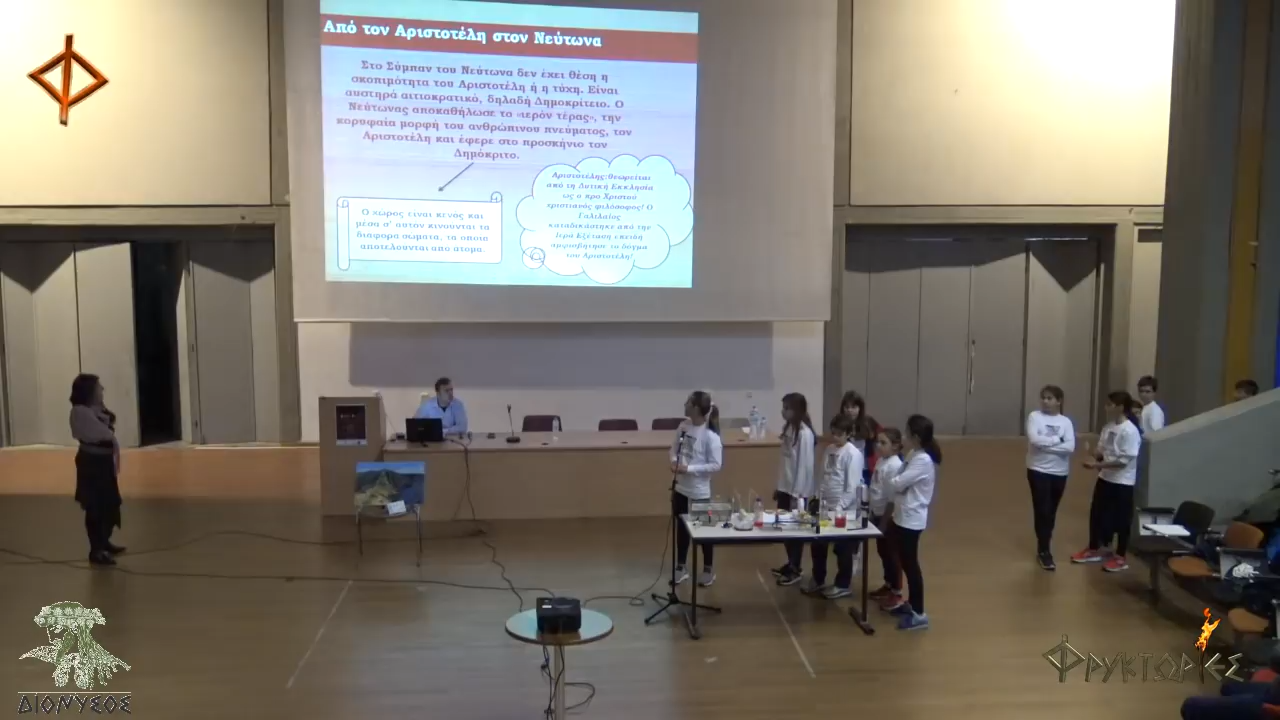 Από τον Αριστοτέλη στον Νεύτωνα
Στο Σύμπαν του Νεύτωνα δεν έχει θέση η
σκοπιμότητα του Αριστοτέλη ή η τύχη. Είναι
αυστηρά αιτιοκρατικό, δηλαδή Δημοκρίτειο. Ο
Νεύτωνας αποκαθήλωσε το «ιερόν τέρας», την
κορυφαία μορφή του ανθρώπινου πνεύματος, τον
Αριστοτέλη και έφερε στο προσκήνιο τον
Δημόκριτο.
Ο χώρος είναι κενός και
μέσα σ' αυτόν κινούνται τα
διάφορα σώματα, τα οποία
αποτελούνται από άτομα.
Αριστοτέλης:θεωρείται
από τη Δυτική Εκκλησία
ως ο προ Χριστού
χριστιανός φιλόσοφος! Ο
Γαλιλαίος
καταδικάστηκε από την
Ιερά Εξέταση επειδή
αμφισβήτησε το δόγμα
του Αριστοτέλη!
ΔΙΟΝΥΣΟΣ
ΦΡΥΚΤΩΡΙΕΣ